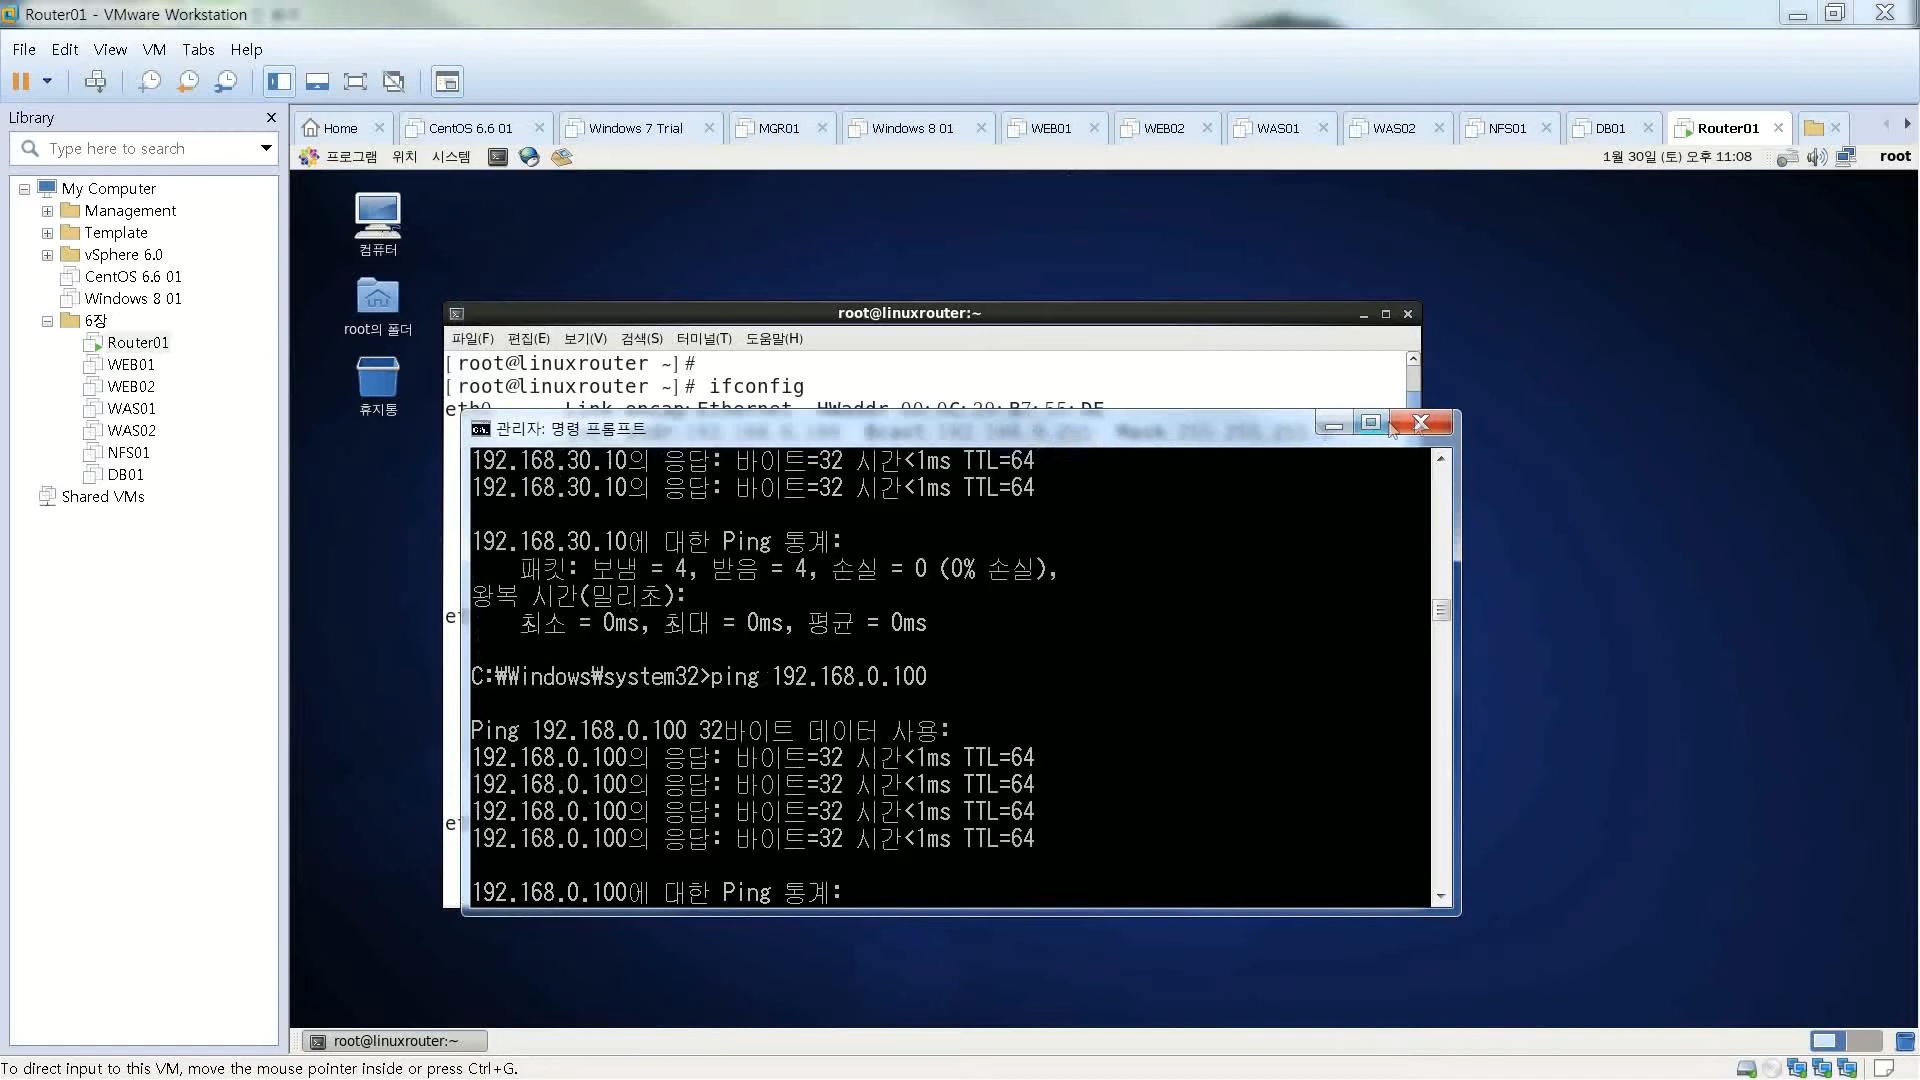 Router01 - VMware Workstation
File Edit View VM Tabs Help
Library
Type here to search
My Computer
Management
Template
vSphere 6.0
CentOS 6.6 01
Windows 8 01
6장
Router01
WEB01
WEB02
WAS01
WAS02
NFS01
DB01
Shared VMs
Home CentOS 6.6 01 Windows 7 Trial MGR01 Windows 8 01 WEB01 WEB02 WAS01 WAS02 NFS01 DB01 Router01
프로그램 위치 시스템 1월 30일 (토) 오후 11:08 root
컴퓨터
root의 폴더
휴지통
root@linuxrouter:~
파일(F) 편집(E) 보기(V) 검색(S) 터미널(T) 도움말(H)
[root@linuxrouter ~]#
[root@linuxrouter ~]# ifconfig
eth0 Link encap:Ethernet HWaddr 00:0C:29:B7:55:DE
관리자: 명령 프롬프트
192.168.30.10의 응답: 바이트=32 시간<1ms TTL=64
192.168.30.10의 응답: 바이트=32 시간<1ms TTL=64
192.168.30.10에 대한 Ping 통계:
패킷: 보냄 = 4, 받음 = 4, 손실 = 0 (0% 손실),
왕복 시간(밀리초):
최소 = 0ms, 최대 = 0ms, 평균 = 0ms
C:₩Windows₩system32>ping 192.168.0.100
Ping 192.168.0.100 32바이트 데이터 사용:
192.168.0.100의 응답: 바이트=32 시간<1ms TTL=64
192.168.0.100의 응답: 바이트=32 시간<1ms TTL=64
192.168.0.100의 응답: 바이트=32 시간<1ms TTL=64
192.168.0.100의 응답: 바이트=32 시간<1ms TTL=64
192.168.0.100에 대한 Ping 통계:
root@linuxrouter:~
To direct input to this VM, move the mouse pointer inside or press Ctrl+G.